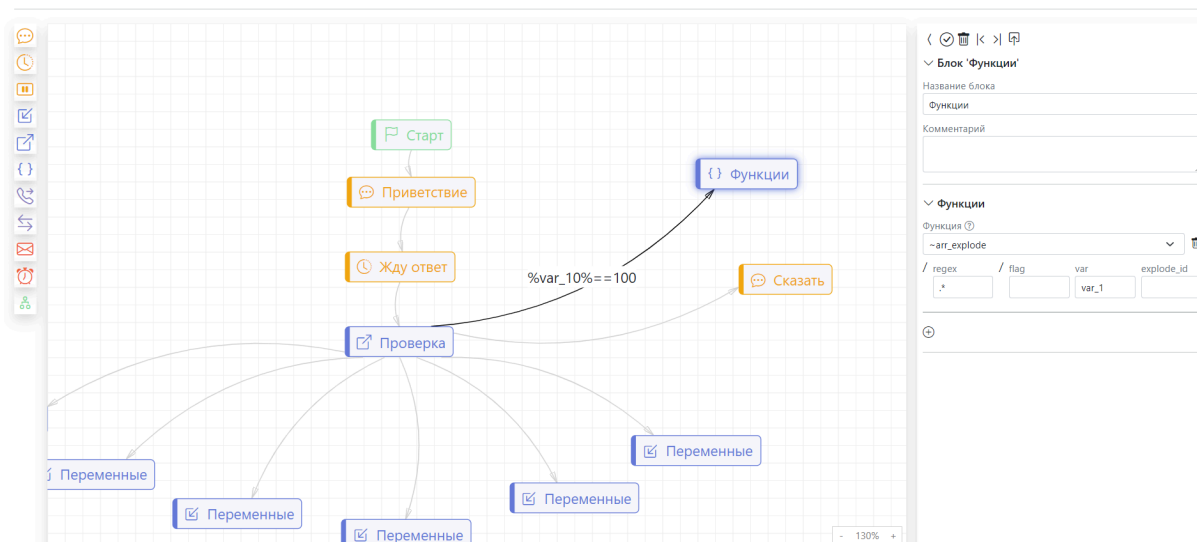 Старт
Приветствие
Жду ответ
%var_10%==100
{ } Функции
Сказать
Проверка
Переменные
Переменные
Переменные
Переменные
Переменные
- 130% +
Блок 'Функции'
Название блока
Функции
Комментарий
Функции
Функция
~arr_explode
/ regex / flag var explode_id
.* var_1